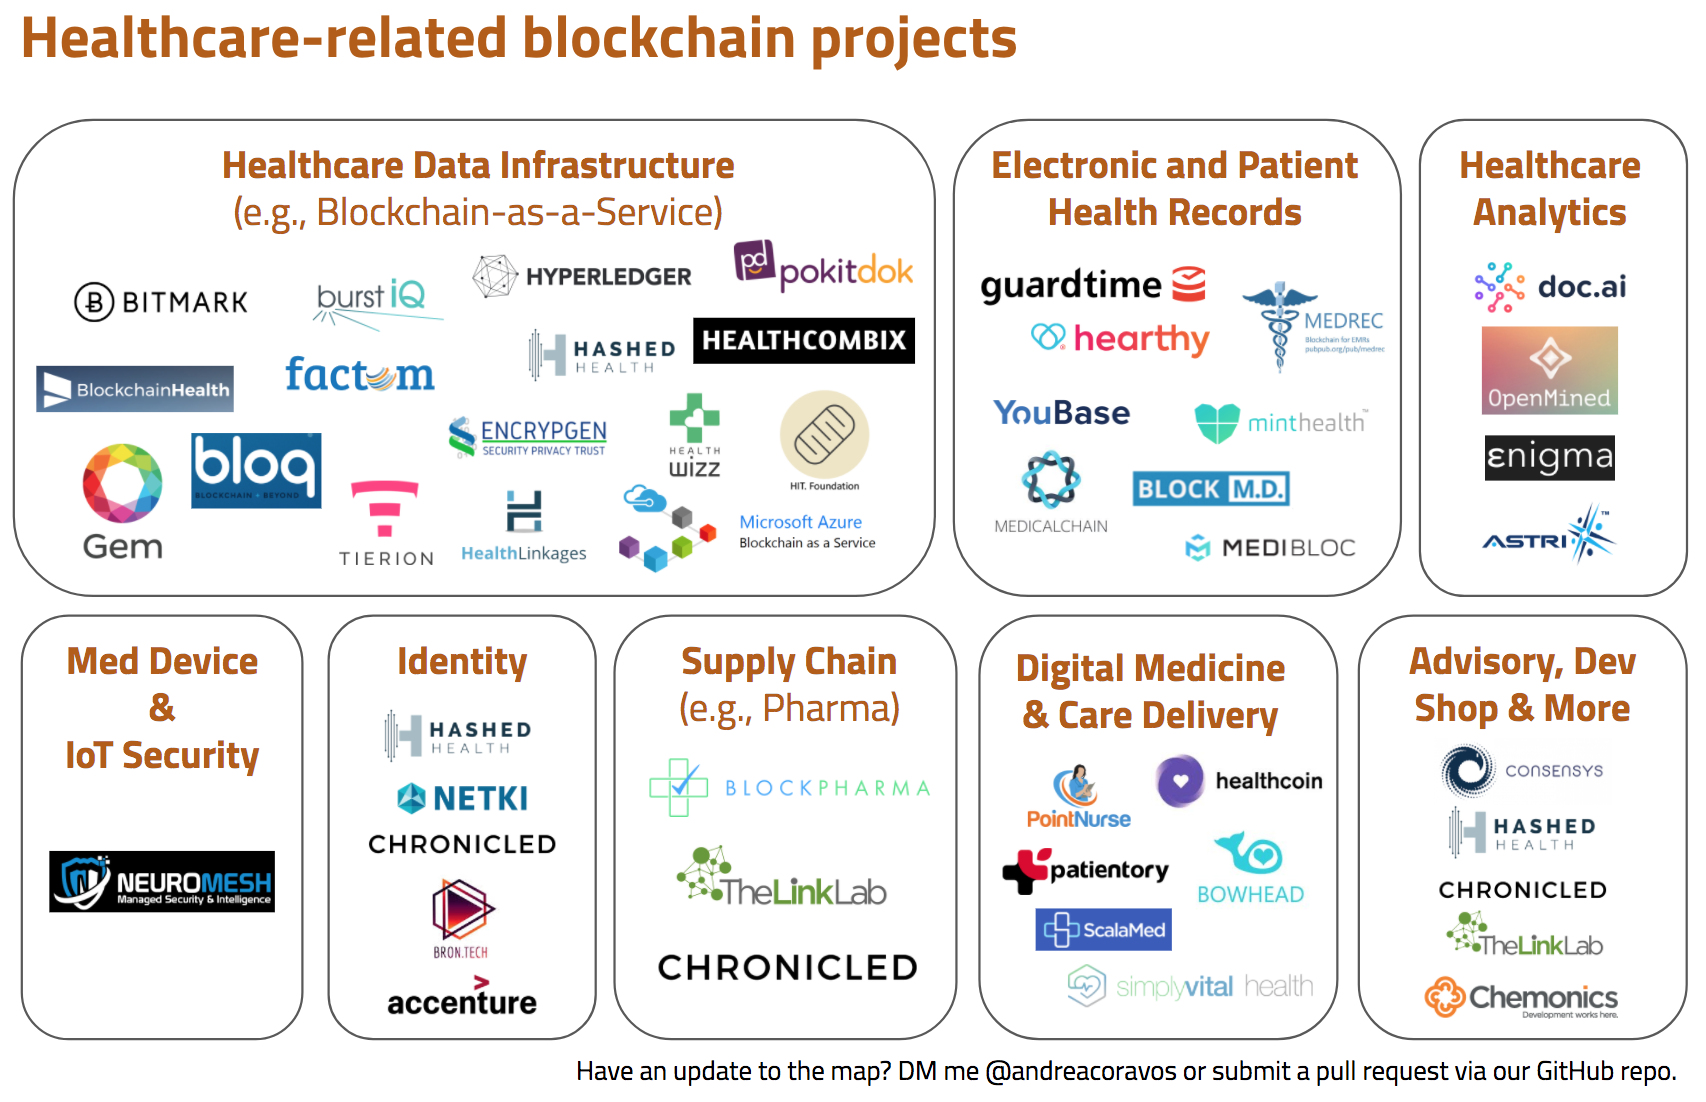 Healthcare-related blockchain projects
Healthcare Data Infrastructure
(e.g., Blockchain-as-a-Service)
BITMARK
burst iQ
HYPERLEDGER
pd
pokitdok
BlockchainHealth
factom
HASHED
HEALTH
HEALTHCOMBIX
Gem
bloq
BLOCKCHAIN + BEYOND
ENCRYPGEN
SECURITY PRIVACY TRUST
HEALTH
WIZZ
HIT. Foundation
TIERION
HealthLinkages
Microsoft Azure
Blockchain as a Service
Electronic and Patient
Health Records
guardtime
hearthy
MEDREC
Blockchain for EMRs
pubpub.org/pub/medrec
YouBase
minthealth™
MEDICALCHAIN
BLOCK M.D.
MEDIBLOC
Healthcare
Analytics
doc.ai
OpenMined
εnigma
ASTRI™
Med Device
&
IoT Security
NEUROMESH
Managed Security & Intelligence
Identity
HASHED
HEALTH
NETKI
CHRONICLED
BRON.TECH
accenture
Supply Chain
(e.g., Pharma)
BLOCKPHARMA
TheLinkLab
CHRONICLED
Digital Medicine
& Care Delivery
PointNurse
healthcoin
patientory
BOWHEAD
ScalaMed
simplyvital health
Advisory, Dev
Shop & More
CONSENSYS
HASHED
HEALTH
CHRONICLED
TheLinkLab
Chemonics
Development works here.
Have an update to the map? DM me @andreacoravos or submit a pull request via our GitHub repo.